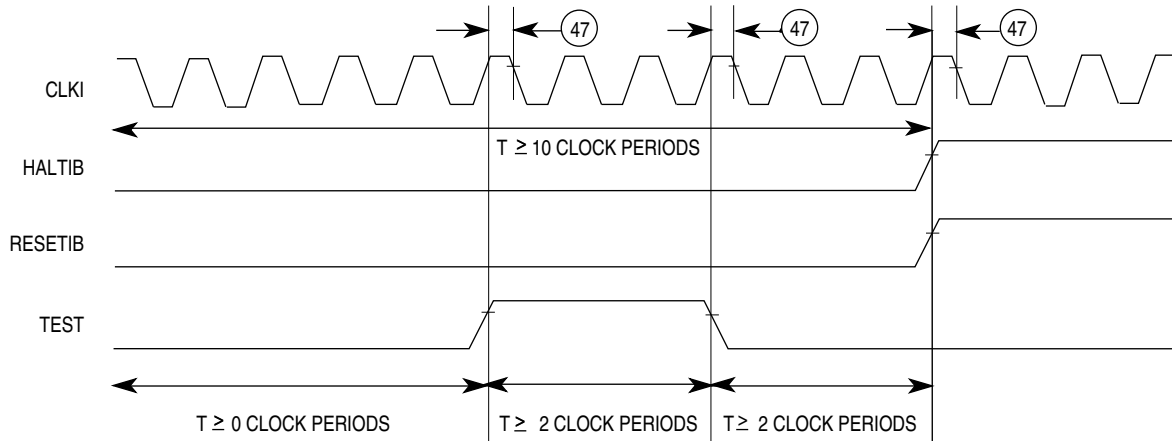 47
47
47
CLKI
T ≥ 10 CLOCK PERIODS
HALTIB
RESETIB
TEST
T ≥ 0 CLOCK PERIODS
T ≥ 2 CLOCK PERIODS
T ≥ 2 CLOCK PERIODS